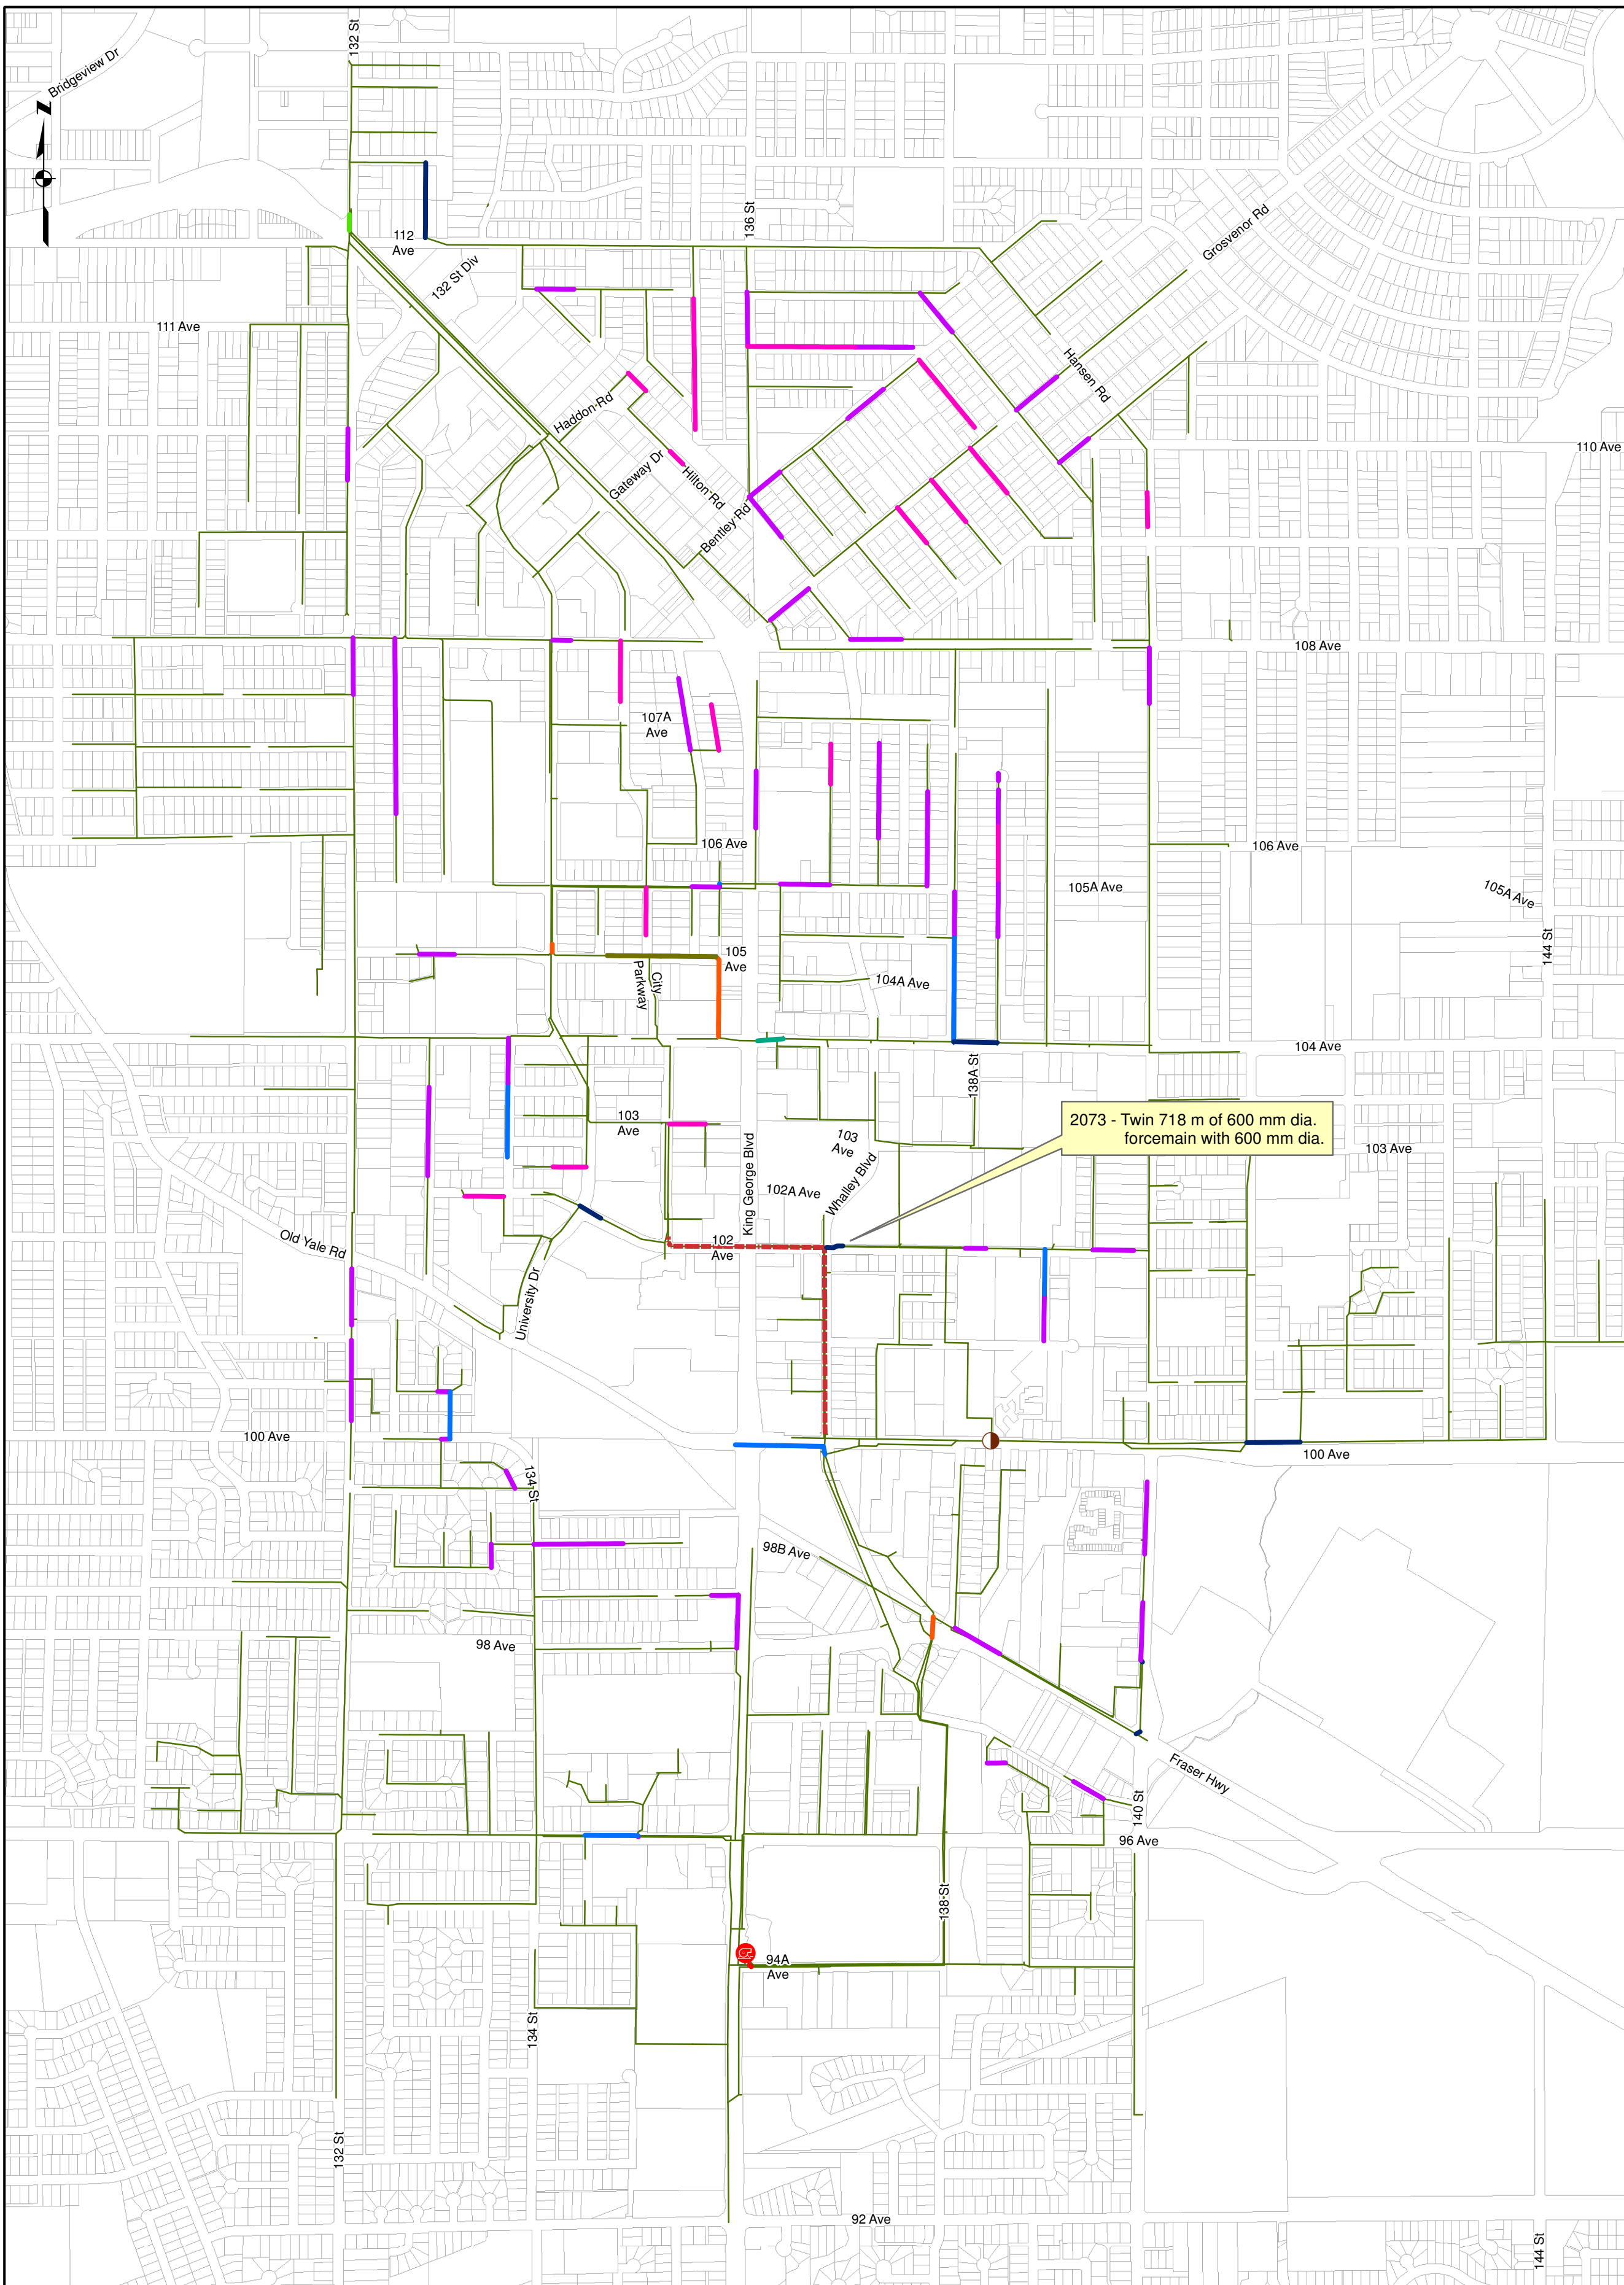 132 St
Bridgeview Dr
N
136 St
Grosvenor Rd
112
Ave
132 St Div
111 Ave
Hansen Rd
Haddon Rd
110 Ave
Gateway Dr
Hilton Rd
Bentley Rd
108 Ave
107A
Ave
106 Ave
106 Ave
105A Ave
105A Ave
144 St
105
Ave
City
Parkway
104A Ave
104 Ave
138A St
2073 - Twin 718 m of 600 mm dia.
forcemain with 600 mm dia.
103
Ave
103
Ave
103 Ave
King George Blvd
Whalley Blvd
102A Ave
Old Yale Rd
102
Ave
University Dr
100 Ave
100 Ave
134 St
98B Ave
98 Ave
Fraser Hwy
140 St
96 Ave
138 St
94A
Ave
134 St
132 St
92 Ave
144 St